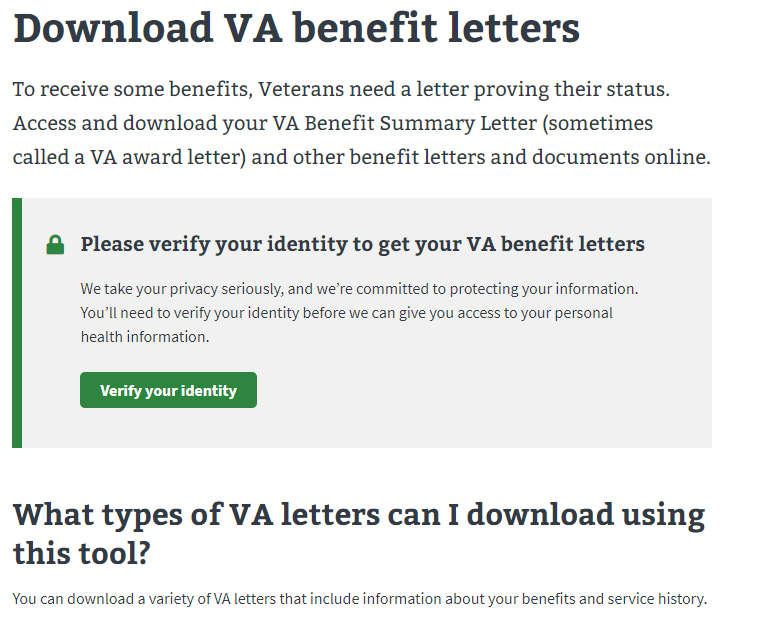 Download VA benefit letters
To receive some benefits, Veterans need a letter proving their status.
Access and download your VA Benefit Summary Letter (sometimes
called a VA award letter) and other benefit letters and documents online.
Please verify your identity to get your VA benefit letters
We take your privacy seriously, and we’re committed to protecting your information.
You’ll need to verify your identity before we can give you access to your personal
health information.
Verify your identity
What types of VA letters can I download using
this tool?
You can download a variety of VA letters that include information about your benefits and service history.